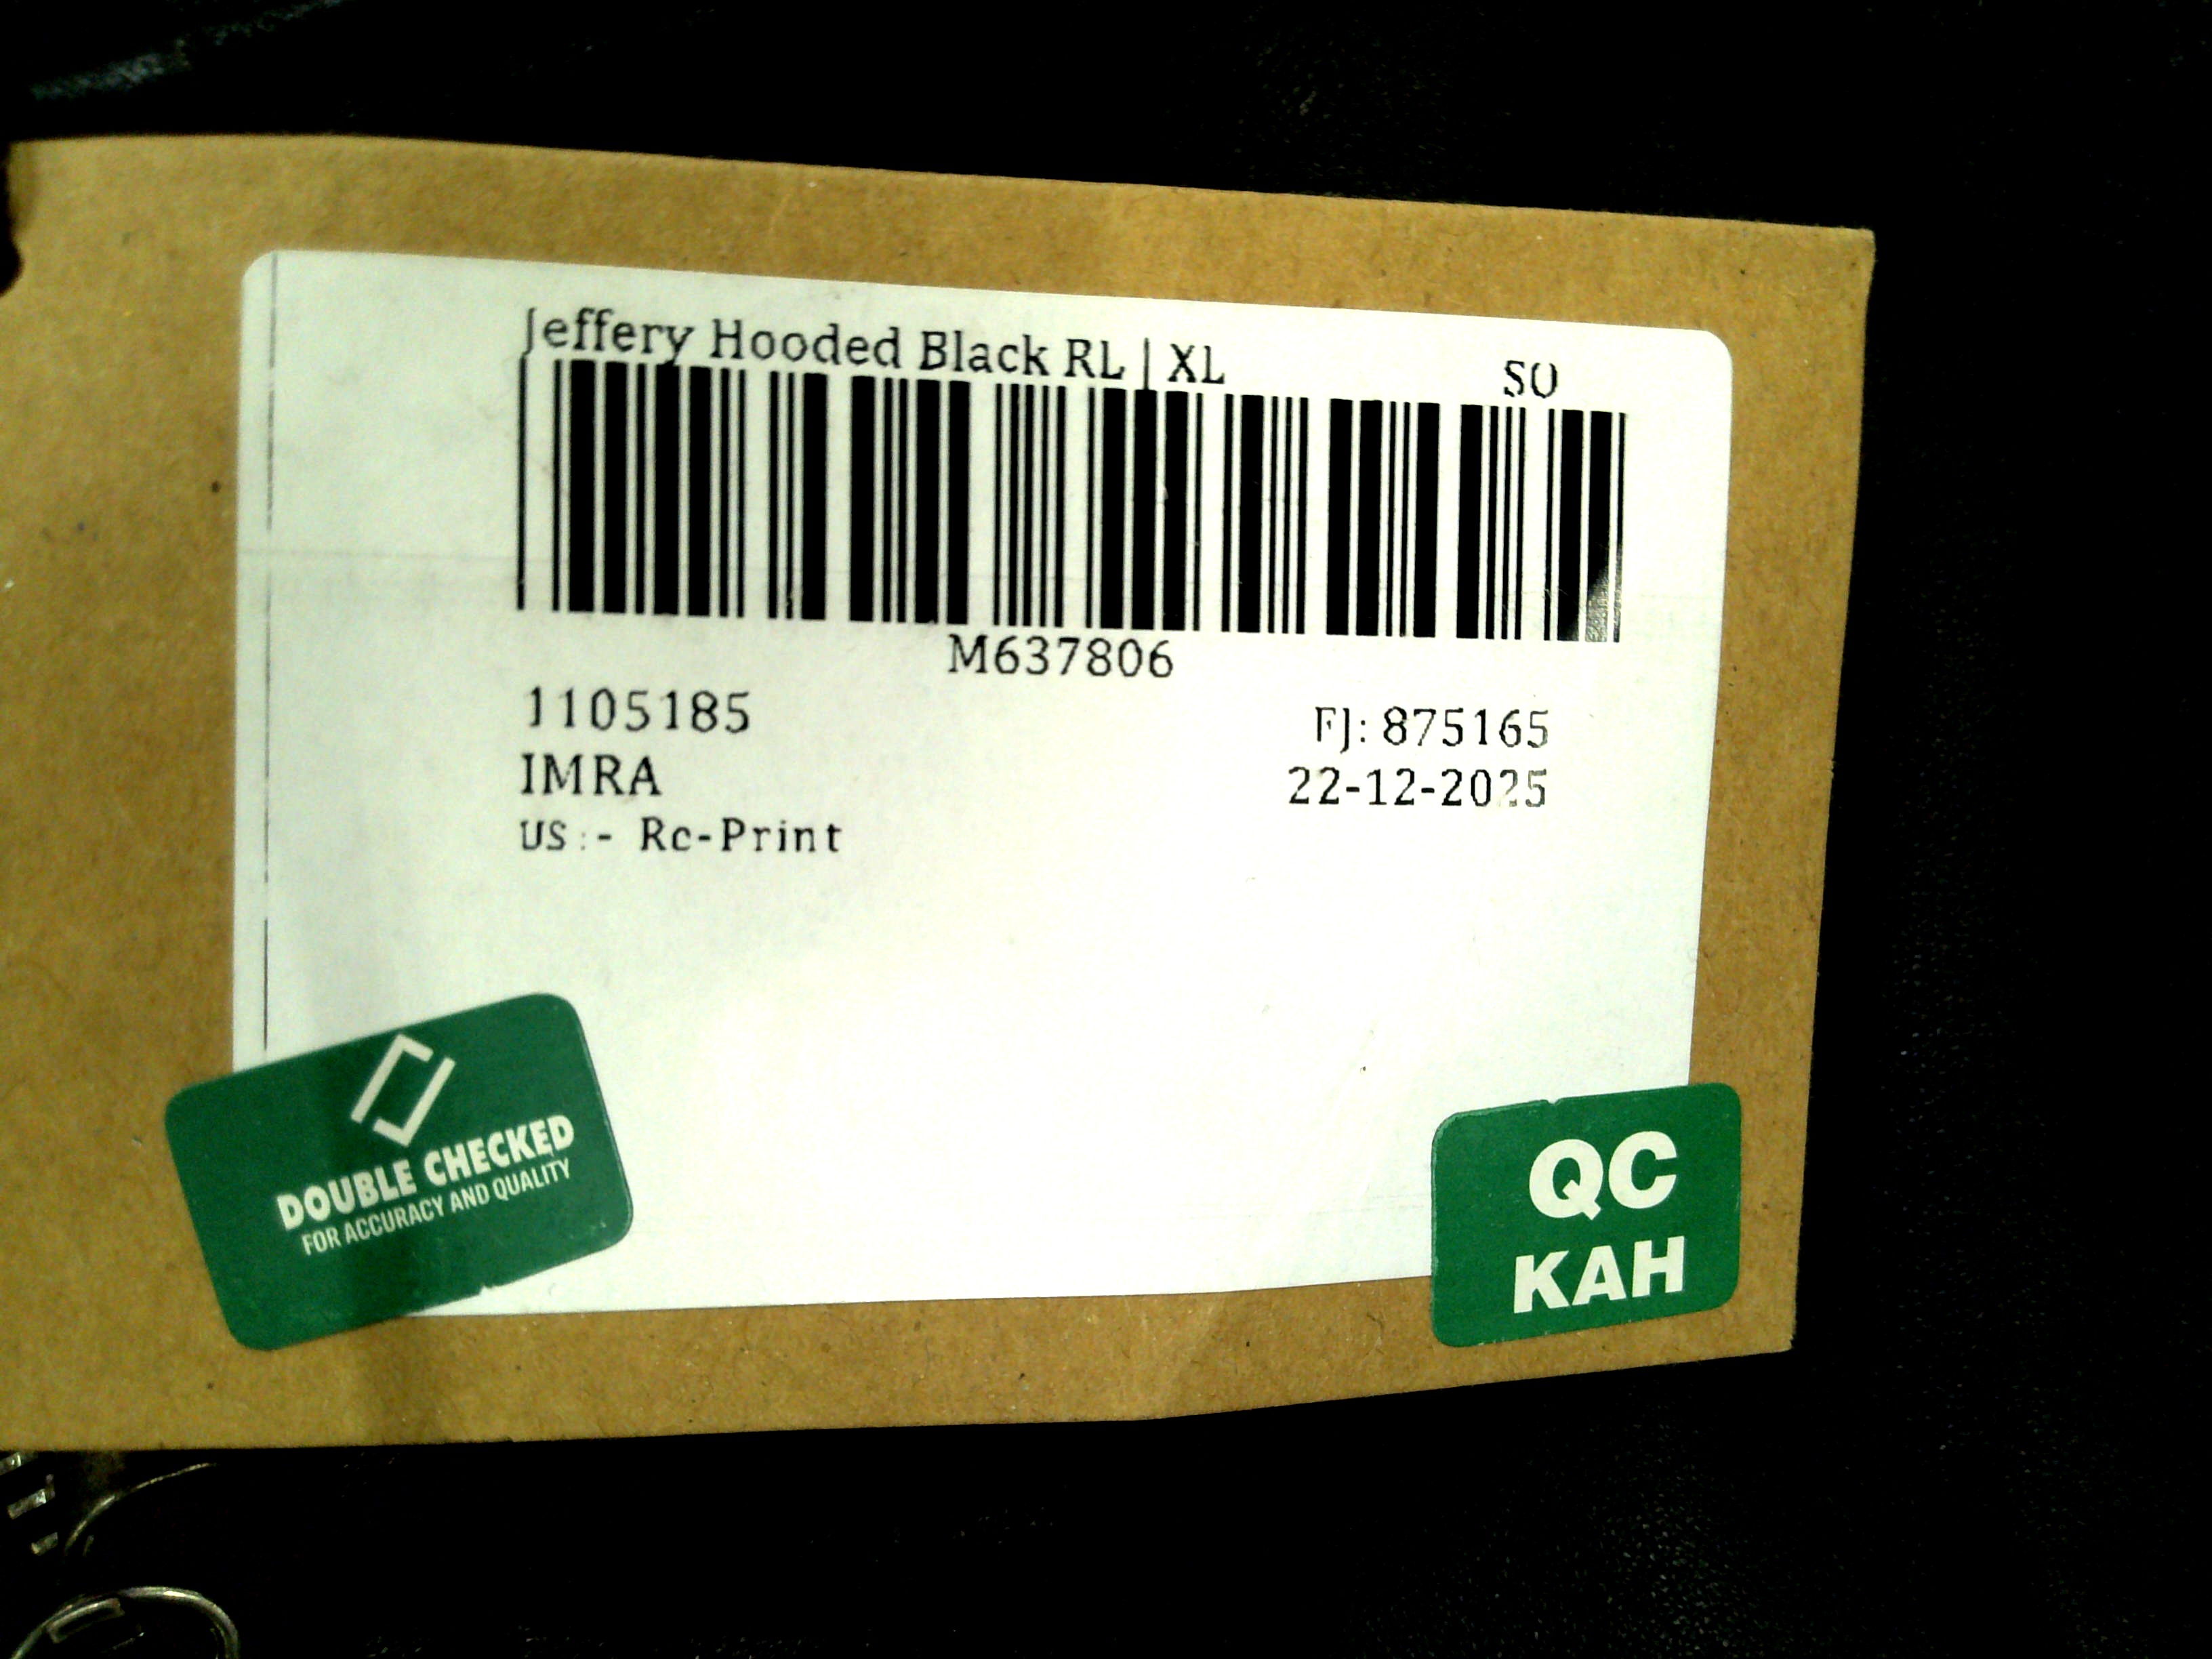 Jeffery Hooded Black RL | XL
SO
M637806
1105185
FJ: 875165
IMRA
22-12-2025
US:- Re-Print
DOUBLE CHECKED
FOR ACCURACY AND QUALITY
QC
KAH